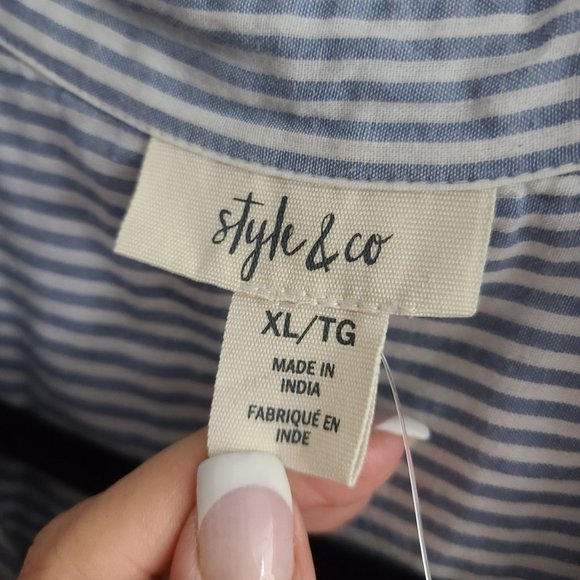 style & co
XL/TG
MADE IN
INDIA
FABRIQUÉ EN
INDE